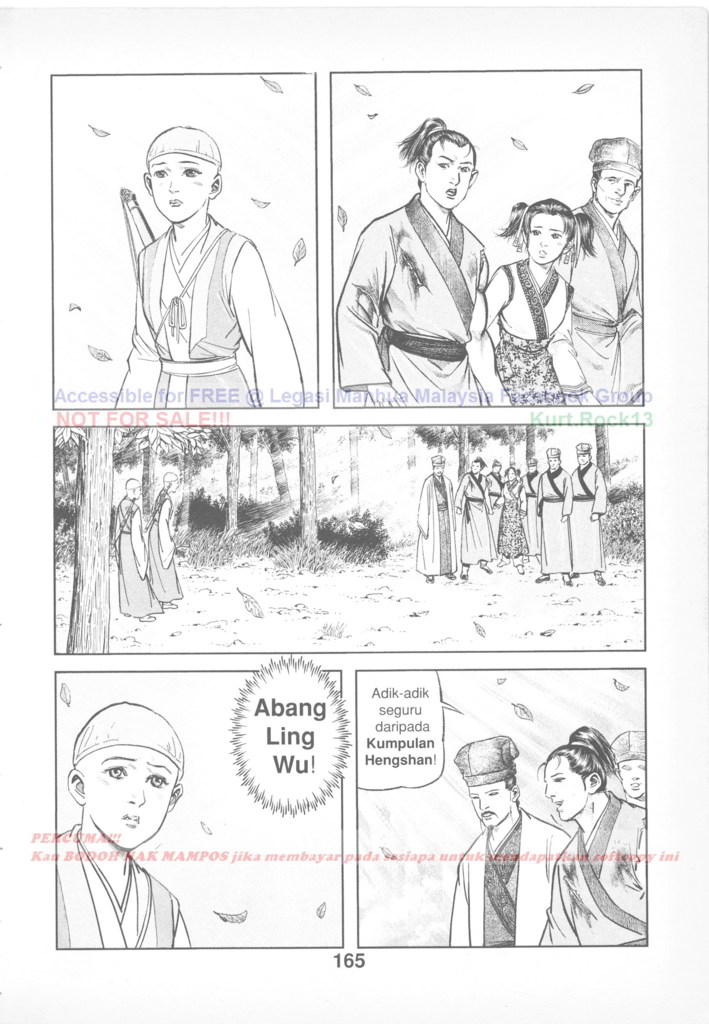 Accessible for FREE @ Legasi Manhua Malaysia Facebook Group
NOT FOR SALE!!! Kurt.Rock13
Abang
Ling
Wu!
Adik-adik
seguru
daripada
Kumpulan
Hengshan!
PERCUMA!!!
Kau BODOH NAK MAMPOS jika membayar pada sesiapa untuk mendapatkan softcopy ini
165